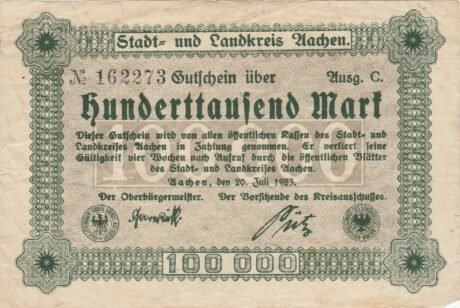 Stadt- und Landkreis Aachen.
№ 162273 Gutschein über Ausg. C.
Hunderttausend Mark
Dieser Gutschein wird von allen öffentlichen Kassen des Stadt- und
Landkreises Aachen in Zahlung genommen. Er verliert seine
Gültigkeit vier Wochen nach Aufruf durch die öffentlichen Blätter
des Stadt- und Landkreises Aachen.
Aachen, den 20. Juli 1923.
Der Oberbürgermeister. Der Vorsitzende des Kreisausschusses.
100 000